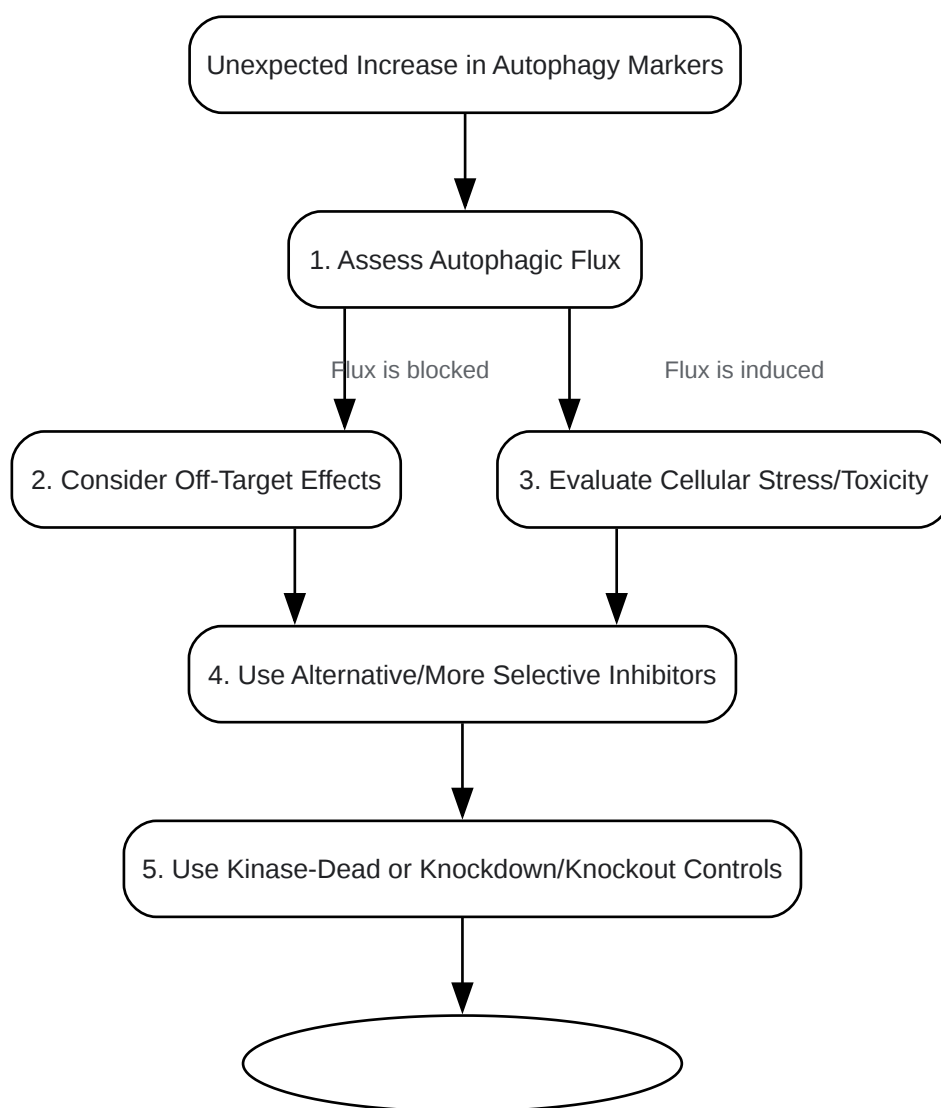 Unexpected Increase in Autophagy Markers
1. Assess Autophagic Flux
Flux is blocked
Flux is induced
2. Consider Off-Target Effects
3. Evaluate Cellular Stress/Toxicity
4. Use Alternative/More Selective Inhibitors
5. Use Kinase-Dead or Knockdown/Knockout Controls